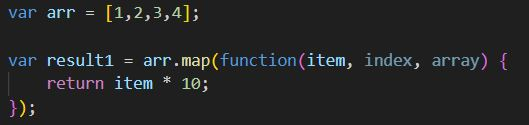 var arr = [1,2,3,4];
var result1 = arr.map(function(item, index, array) {
    return item * 10;
});